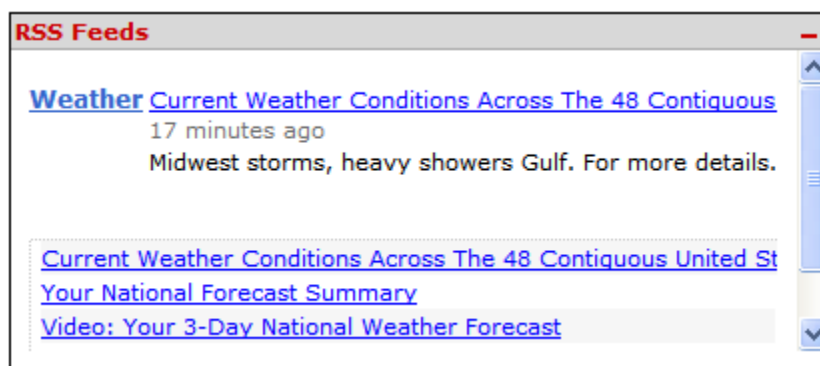 RSS Feeds
Weather Current Weather Conditions Across The 48 Contiguous
17 minutes ago
Midwest storms, heavy showers Gulf. For more details.
Current Weather Conditions Across The 48 Contiguous United St
Your National Forecast Summary
Video: Your 3-Day National Weather Forecast